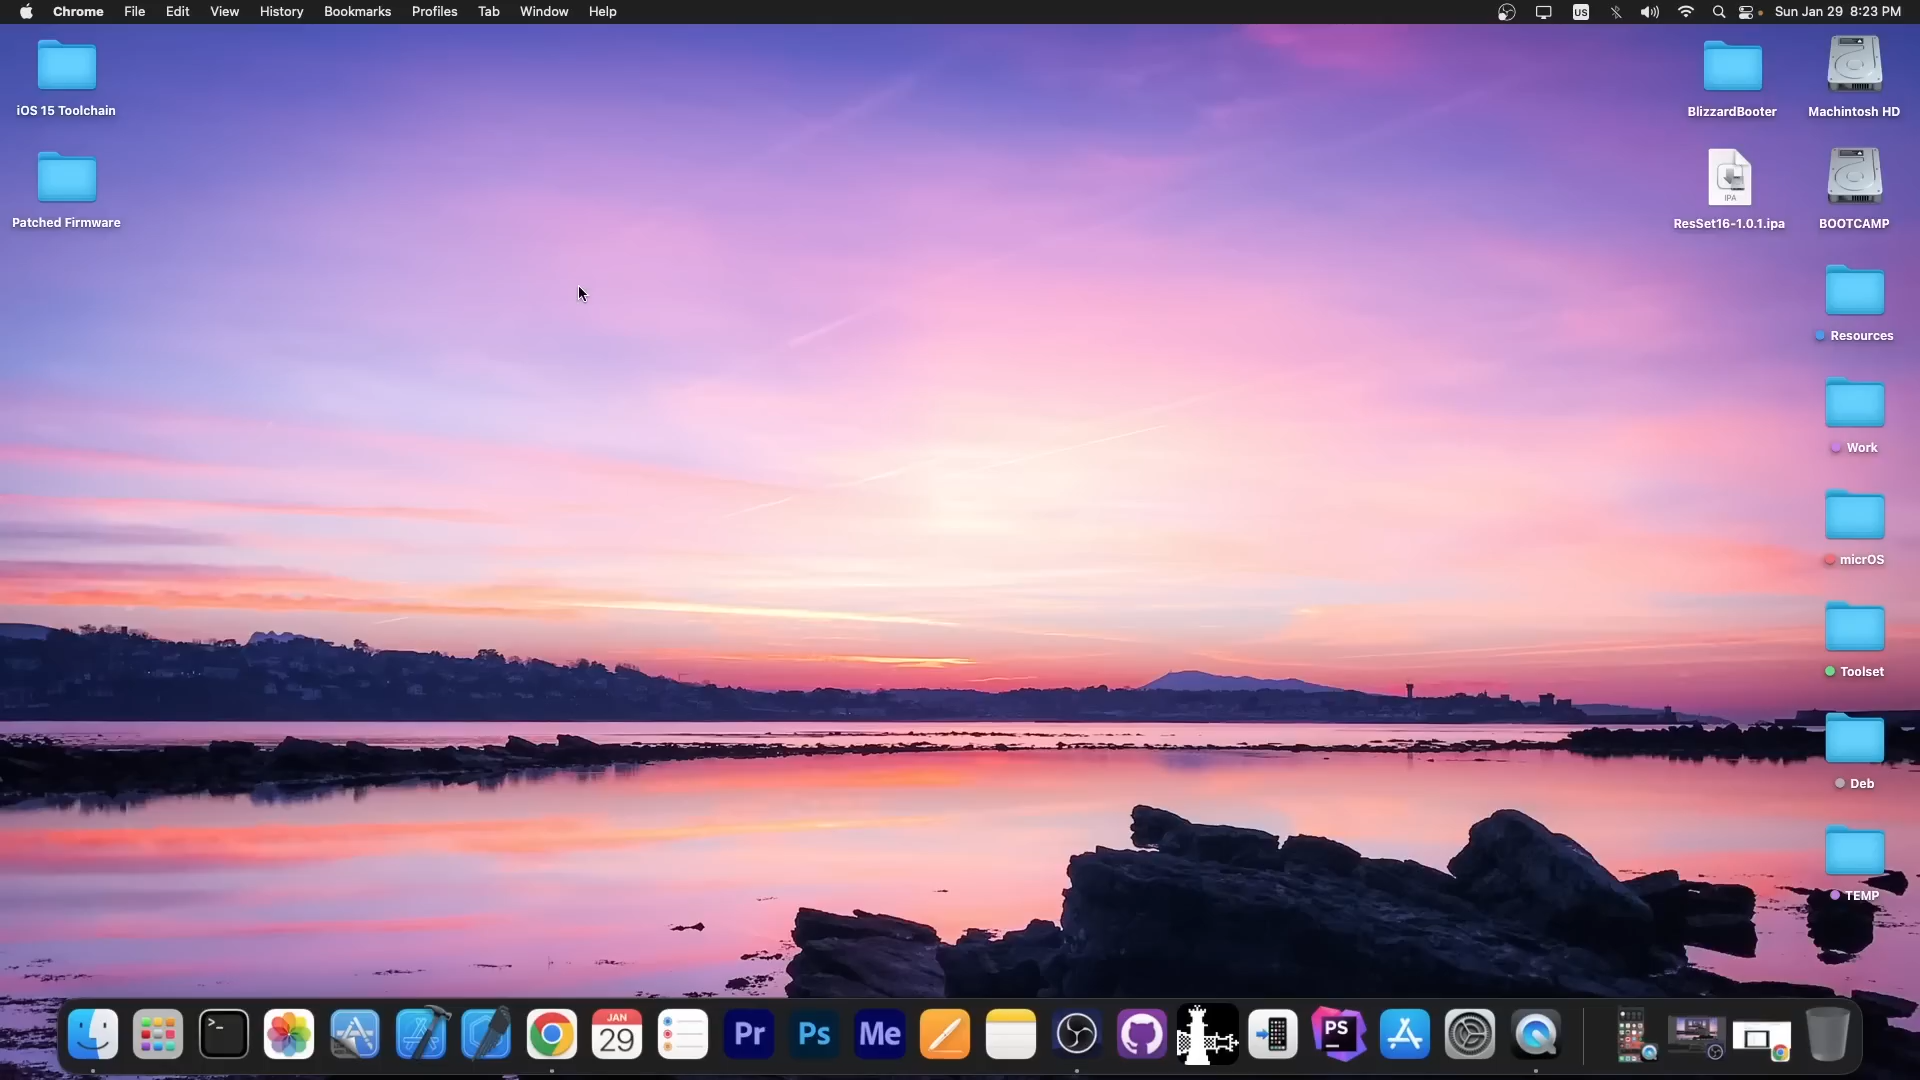 Chrome File Edit View History Bookmarks Profiles Tab Window Help
US
Sun Jan 29 8:23 PM
iOS 15 Toolchain
Patched Firmware
BlizzardBooter
Machintosh HD
IPA
ResSet16-1.0.1.ipa
BOOTCAMP
Resources
Work
micrOS
Toolset
Deb
TEMP
>_
JAN
29
Pr
Ps
Me
PS